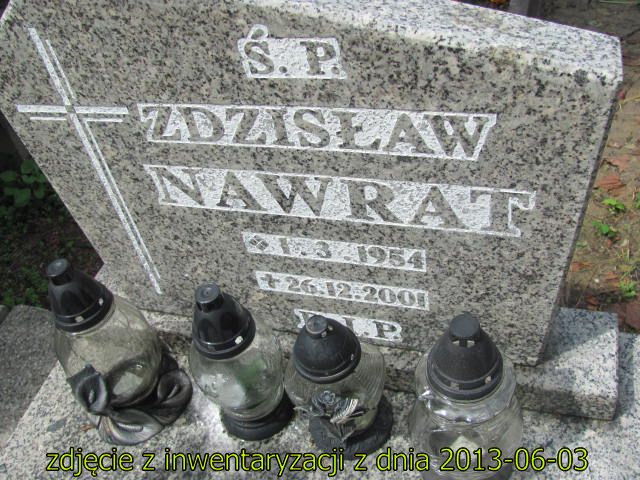 Ś. P.
ZDZISŁAW
NAWRAT
1.3.1954
26.12.2001
R.I.P.
zdjęcie z inwentaryzacji z dnia 2013-06-03